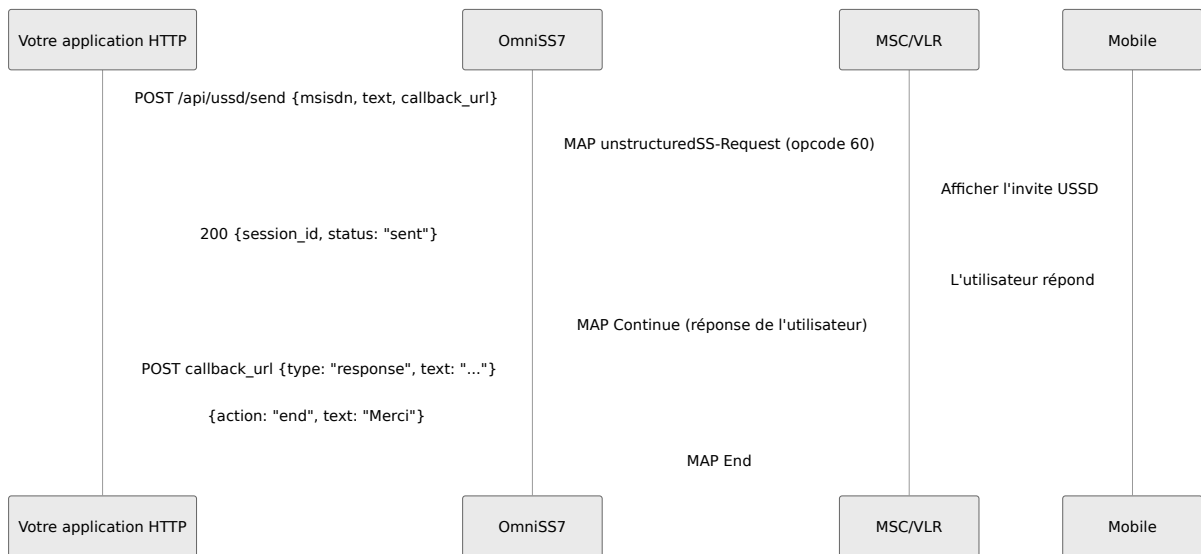 Votre application HTTP
OmniSS7
MSC/VLR
Mobile
POST /api/ussd/send {msisdn, text, callback_url}
MAP unstructuredSS-Request (opcode 60)
Afficher l'invite USSD
200 {session_id, status: "sent"}
L'utilisateur répond
MAP Continue (réponse de l'utilisateur)
POST callback_url {type: "response", text: "..."}
{action: "end", text: "Merci"}
MAP End
Votre application HTTP
OmniSS7
MSC/VLR
Mobile